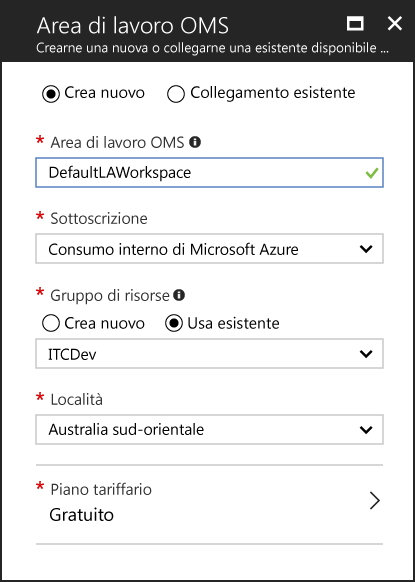 Area di lavoro OMS
Crearne una nuova o collegarne una esistente disponibile ...
Crea nuovo Collegamento esistente
* Area di lavoro OMS
DefaultLAWorkspace
* Sottoscrizione
Consumo interno di Microsoft Azure
* Gruppo di risorse
Crea nuovo Usa esistente
ITCDev
* Località
Australia sud-orientale
* Piano tariffario
Gratuito